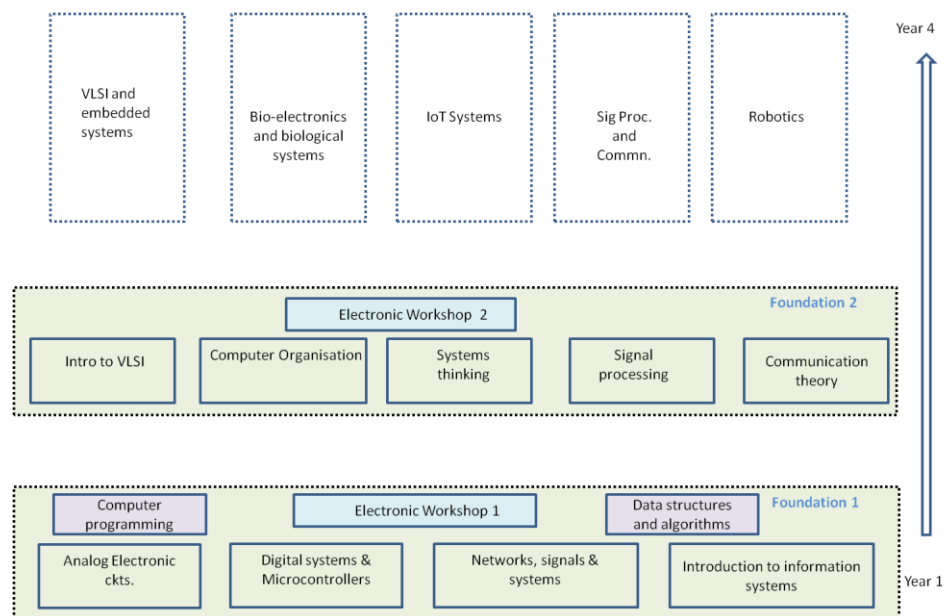 Year 4
VLSI and
embedded
systems
Bio-electronics
and biological
systems
IoT Systems
Sig Proc.
and
Commn.
Robotics
Foundation 2
Electronic Workshop 2
Intro to VLSI
Computer Organisation
Systems
thinking
Signal
processing
Communication
theory
Foundation 1
Computer
programming
Electronic Workshop 1
Data structures
and algorithms
Analog Electronic
ckts.
Digital systems &
Microcontrollers
Networks, signals &
systems
Introduction to information
systems
Year 1